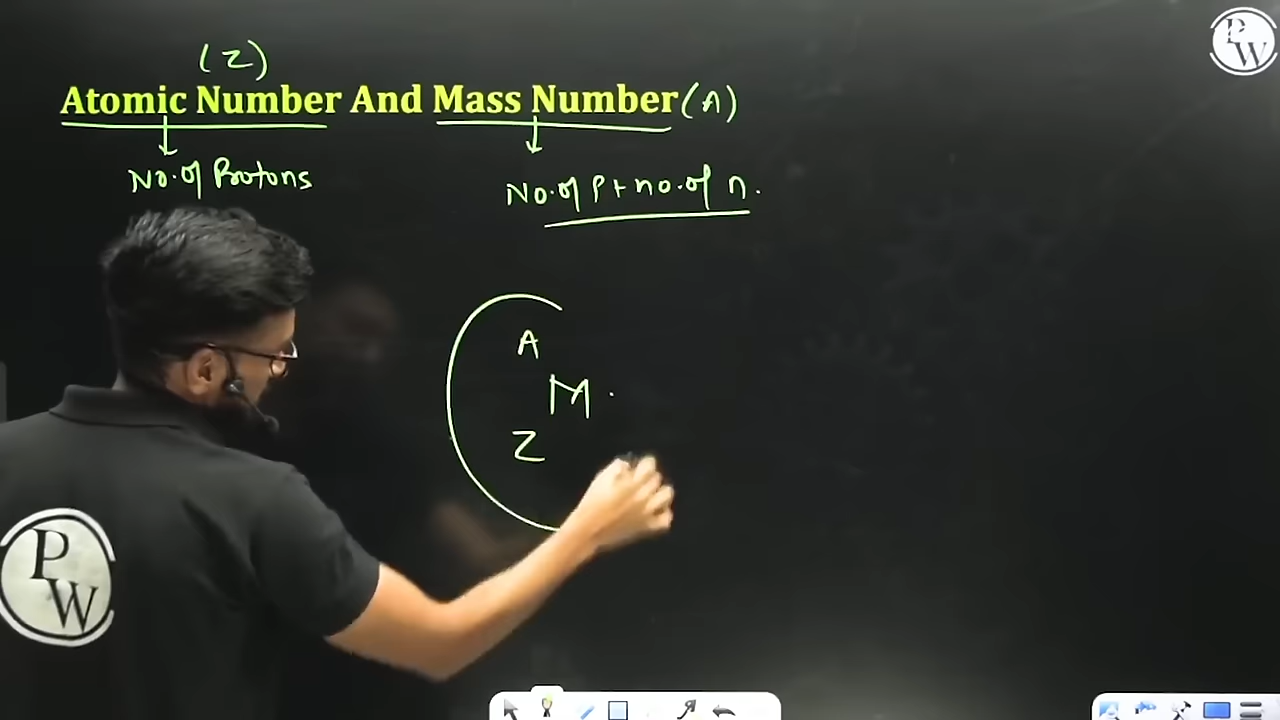 (Z)
Atomic Number And Mass Number (A)
No. of Protons
No. of P + no. of n.
A
M
Z
PW
PW